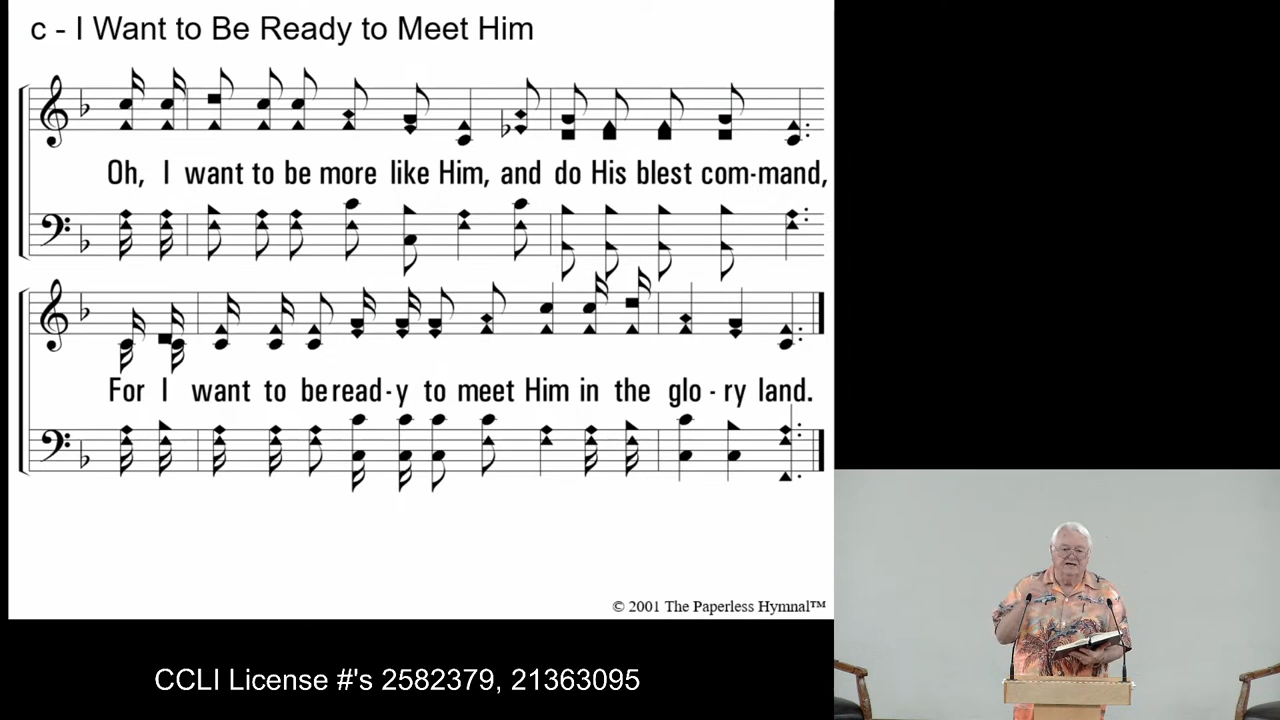 c - I Want to Be Ready to Meet Him
Oh, I want to be more like Him, and do His blest com-mand,
For I want to be read-y to meet Him in the glo-ry land.
© 2001 The Paperless Hymnal™
CCLI License #'s 2582379, 21363095